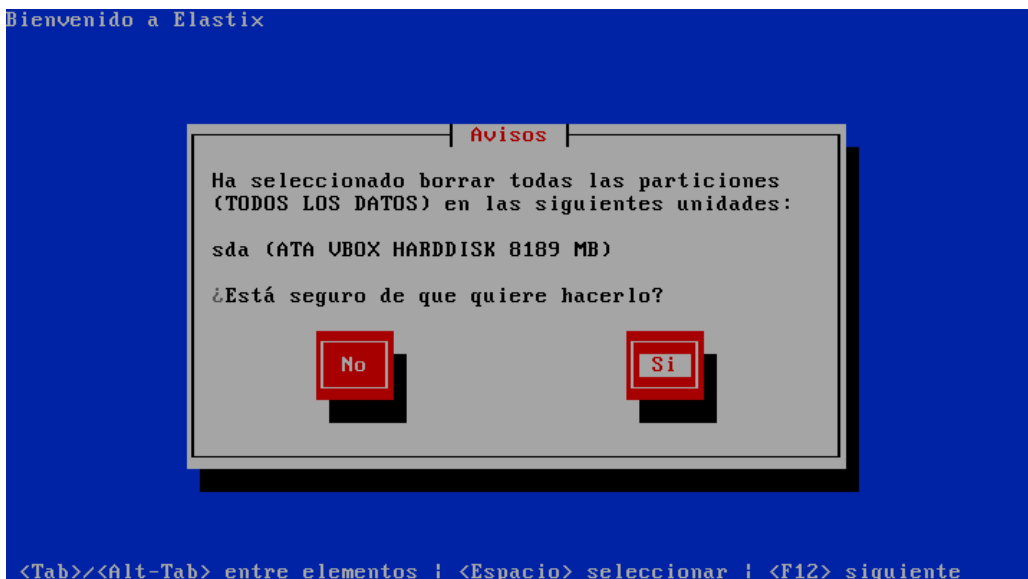 Bienvenido a Elastix
Avisos
Ha seleccionado borrar todas las particiones
(TODOS LOS DATOS) en las siguientes unidades:
sda (ATA VBOX HARDDISK 8189 MB)
¿Está seguro de que quiere hacerlo?
No Si
<Tab>/<Alt-Tab> entre elementos | <Espacio> seleccionar | <F12> siguiente